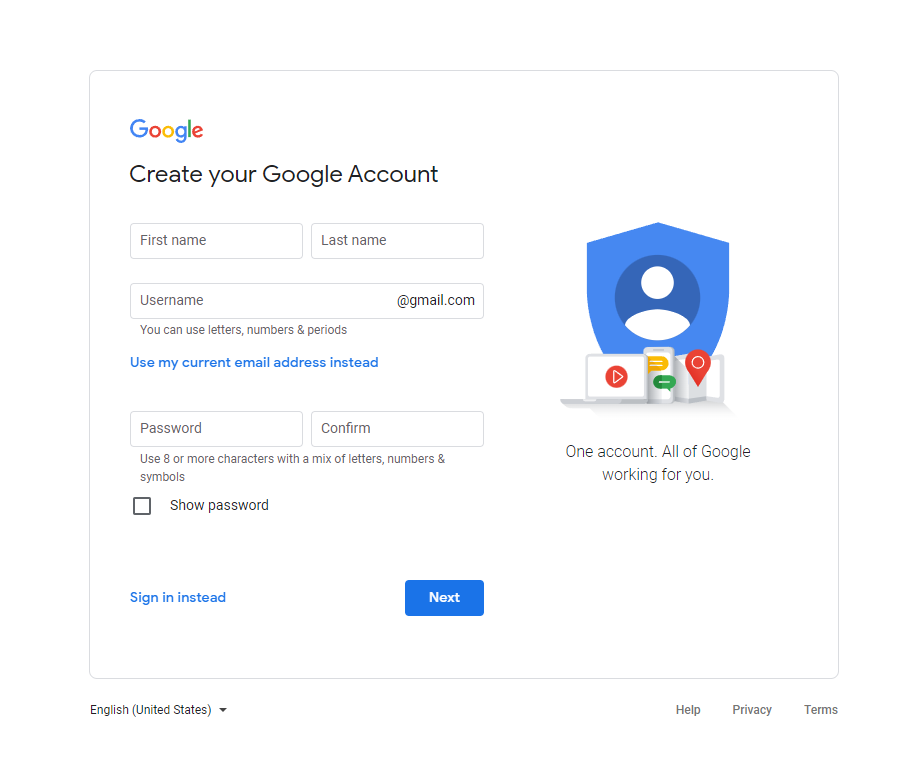 Google
Create your Google Account
First name Last name
Username @gmail.com
You can use letters, numbers & periods
Use my current email address instead
Password Confirm
Use 8 or more characters with a mix of letters, numbers &
symbols
Show password
Sign in instead Next
One account. All of Google
working for you.
English (United States) Help Privacy Terms